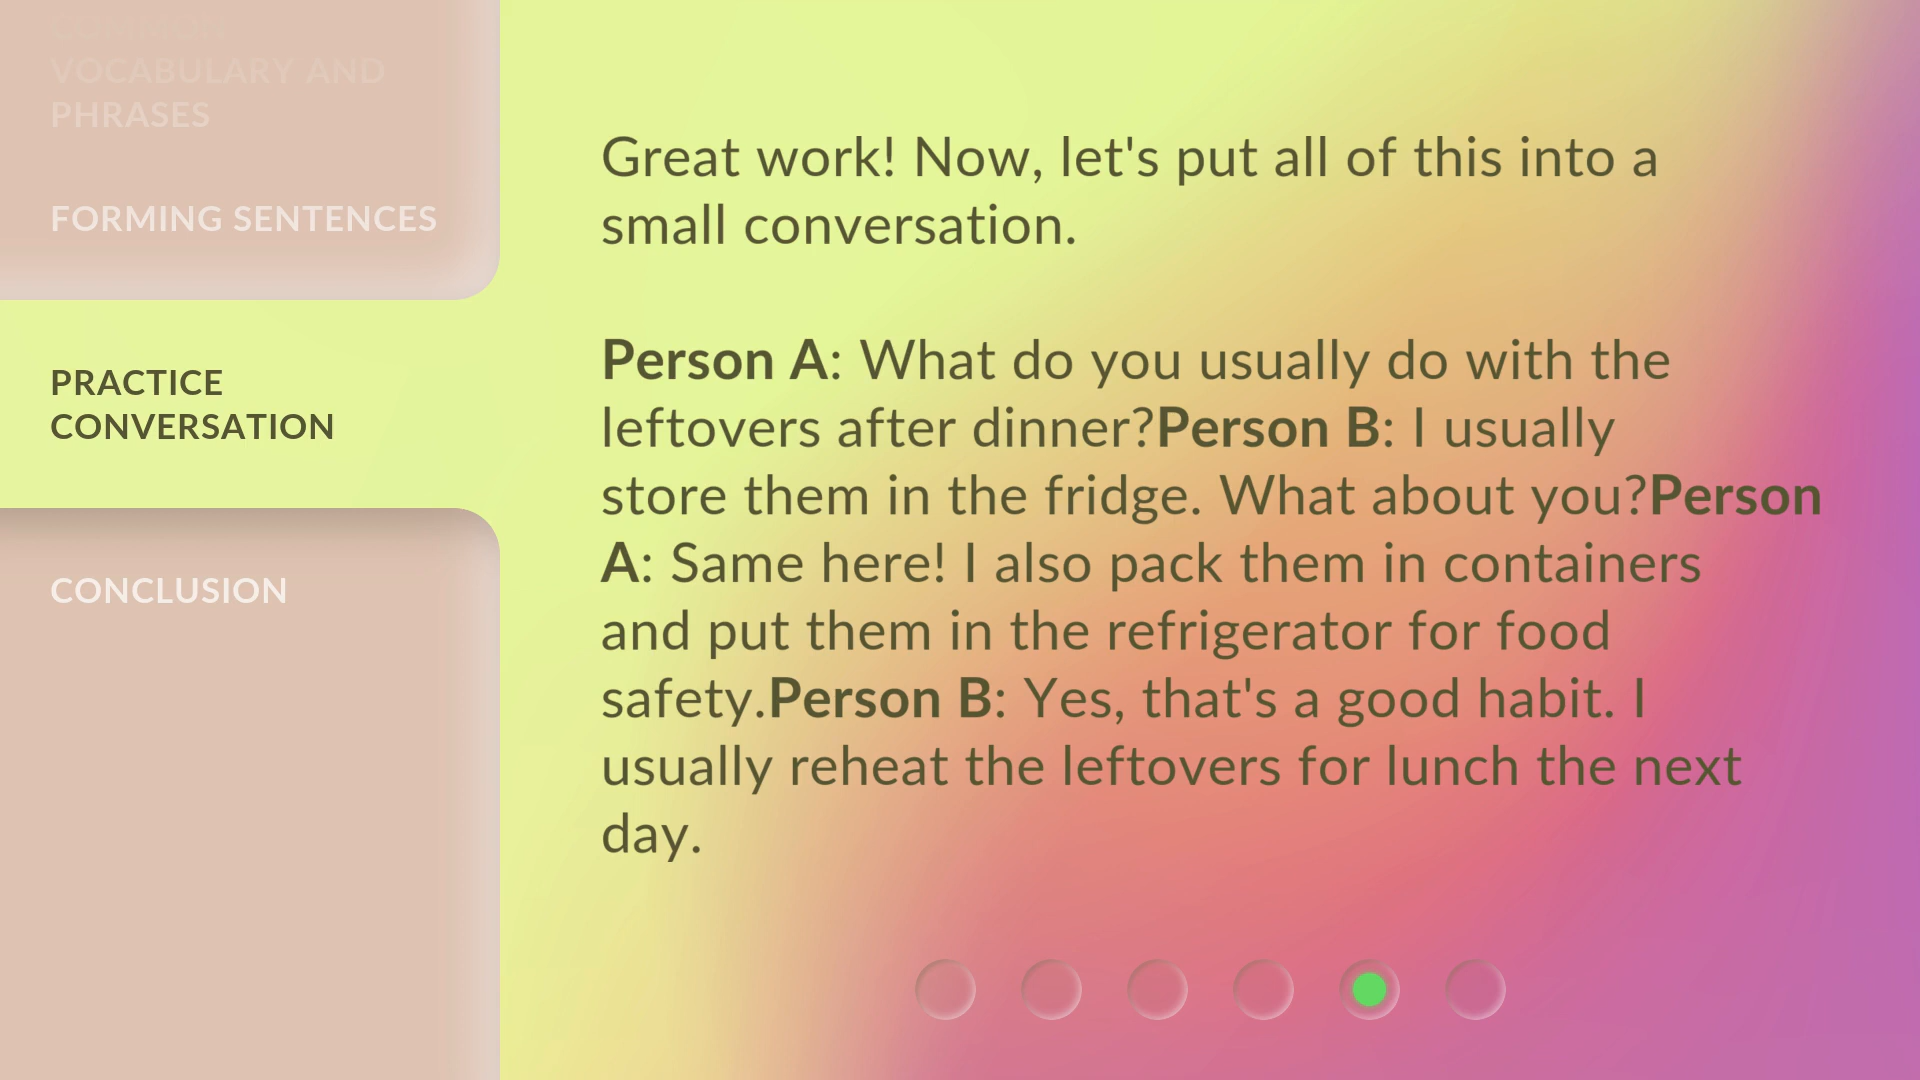 COMMON
VOCABULARY AND
PHRASES
FORMING SENTENCES
PRACTICE
CONVERSATION
CONCLUSION
Great work! Now, let's put all of this into a
small conversation.
Person A: What do you usually do with the
leftovers after dinner?Person B: I usually
store them in the fridge. What about you?Person
A: Same here! I also pack them in containers
and put them in the refrigerator for food
safety.Person B: Yes, that's a good habit. I
usually reheat the leftovers for lunch the next
day.